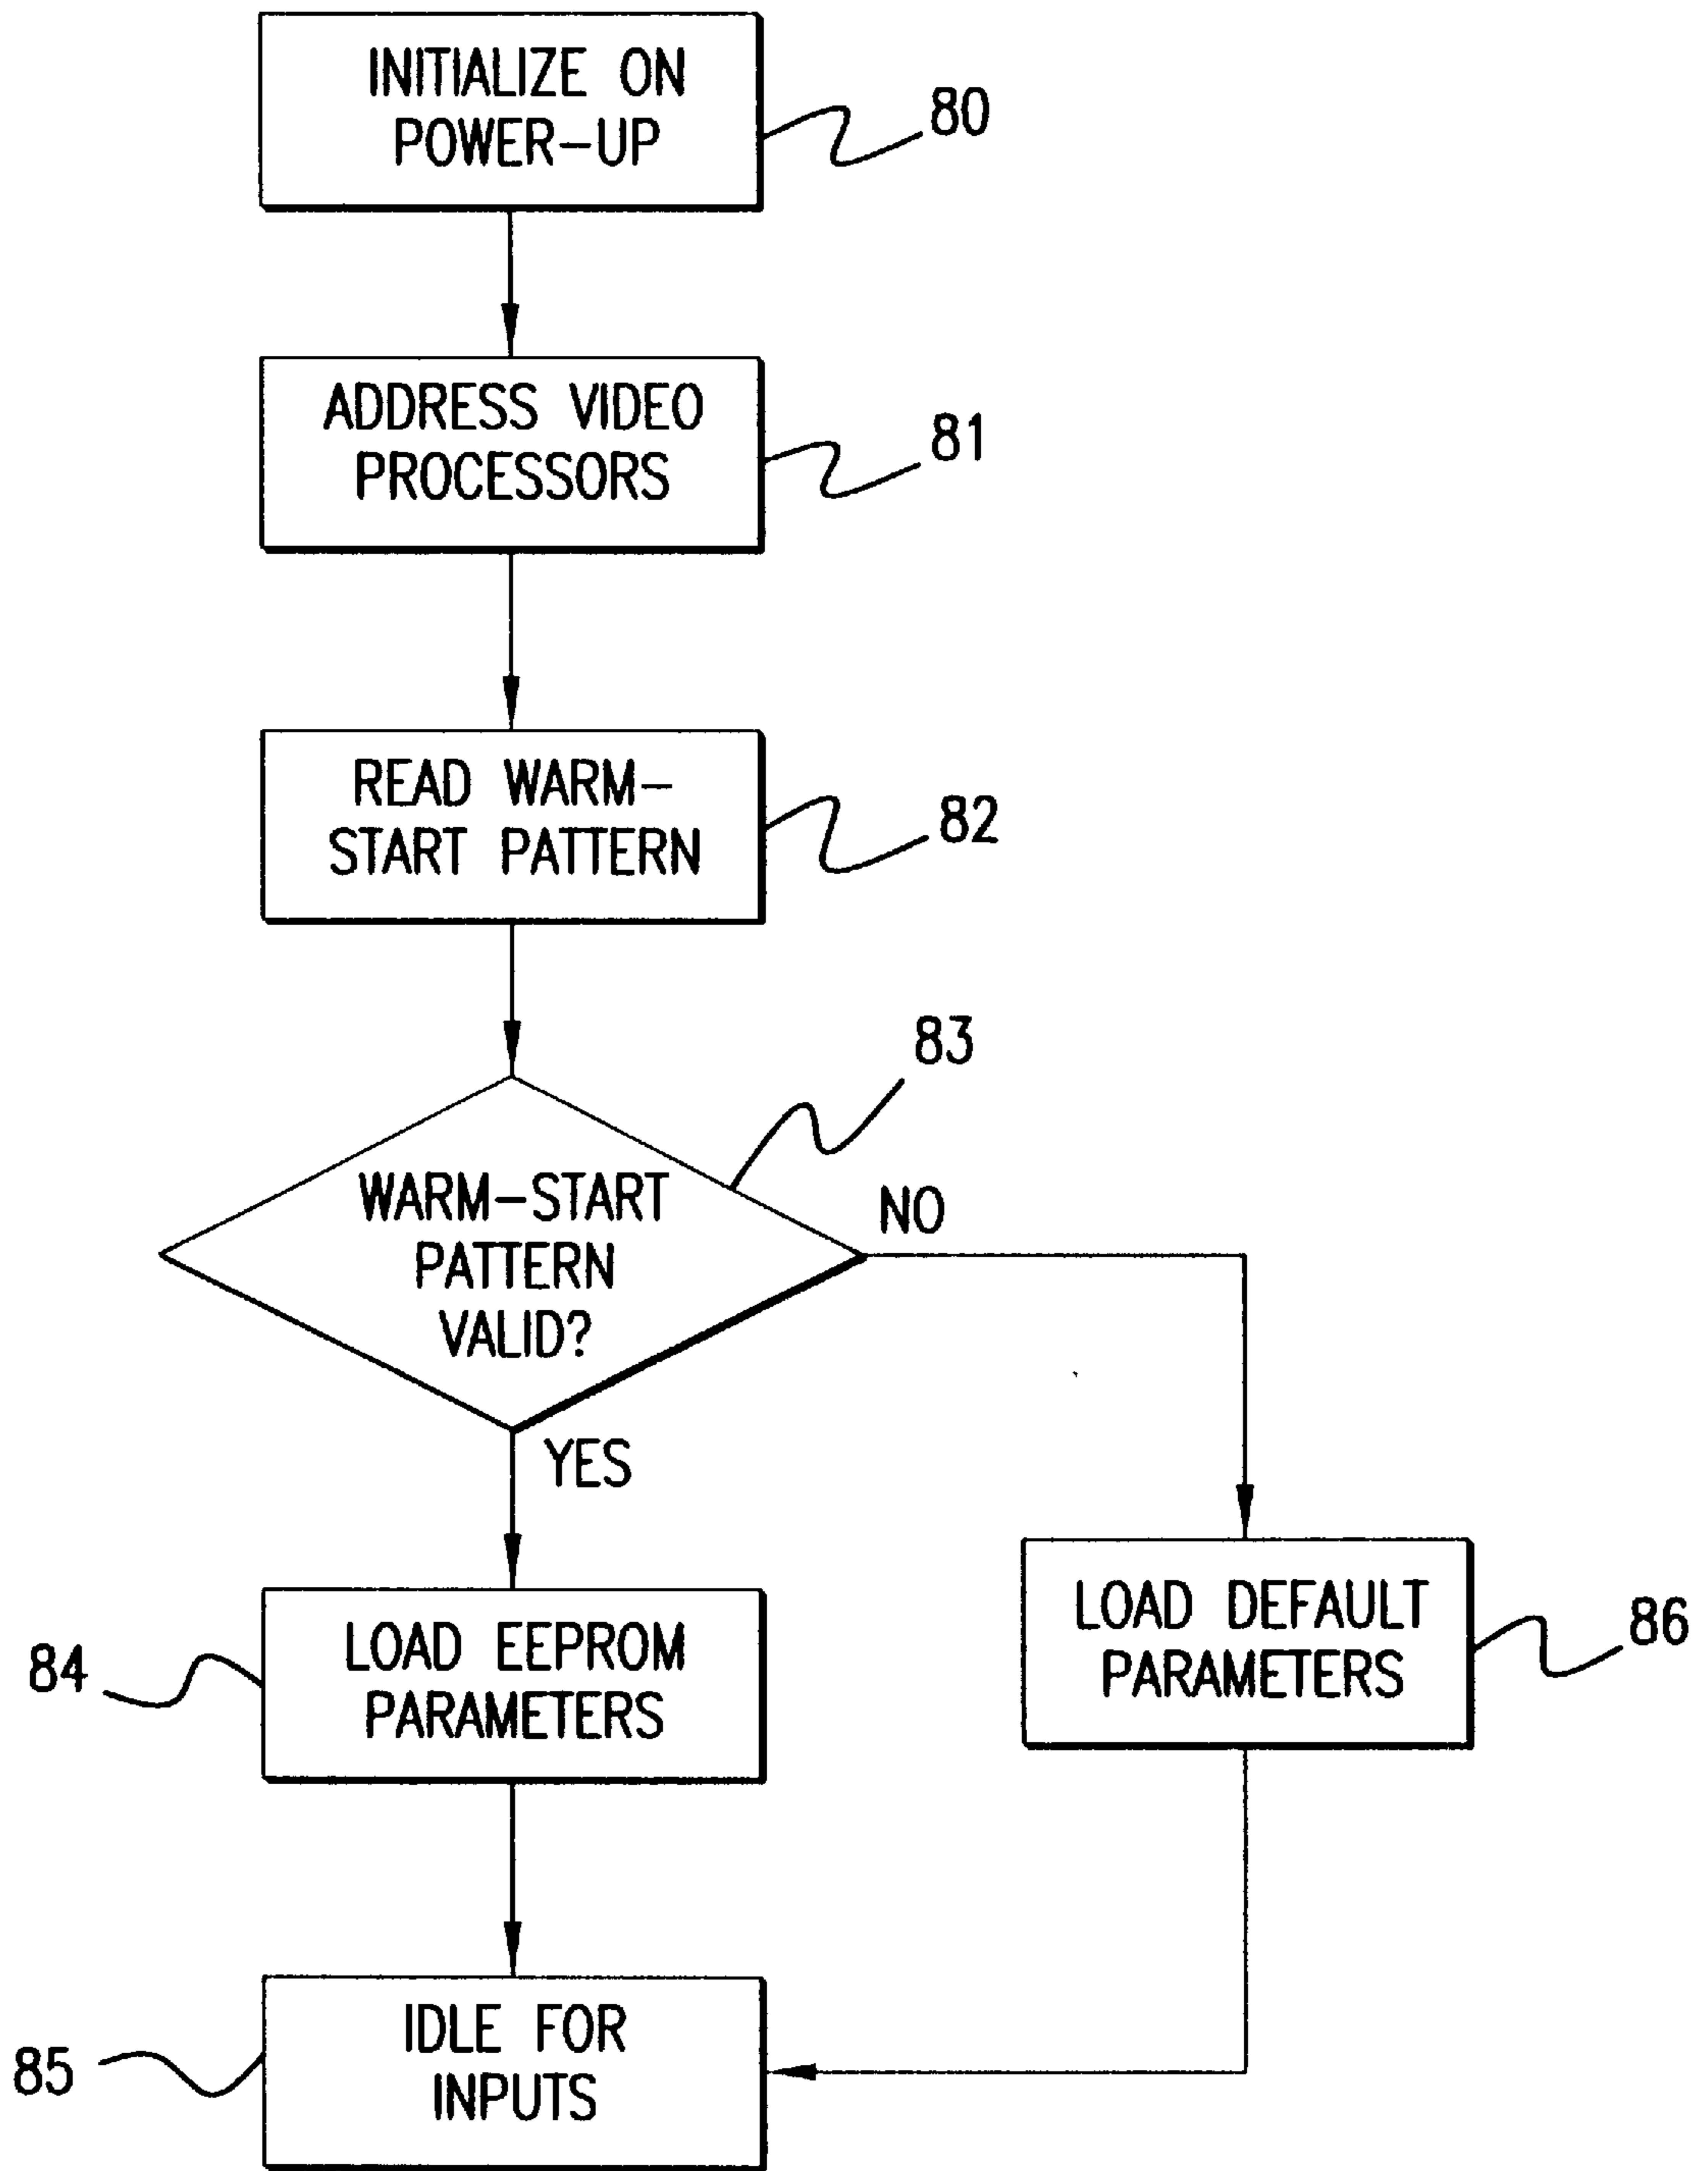 INITIALIZE ON
POWER-UP
80
ADDRESS VIDEO
PROCESSORS
81
READ WARM-
START PATTERN
82
83
WARM-START
PATTERN
VALID?
NO
YES
LOAD EEPROM
PARAMETERS
84
LOAD DEFAULT
PARAMETERS
86
IDLE FOR
INPUTS
85